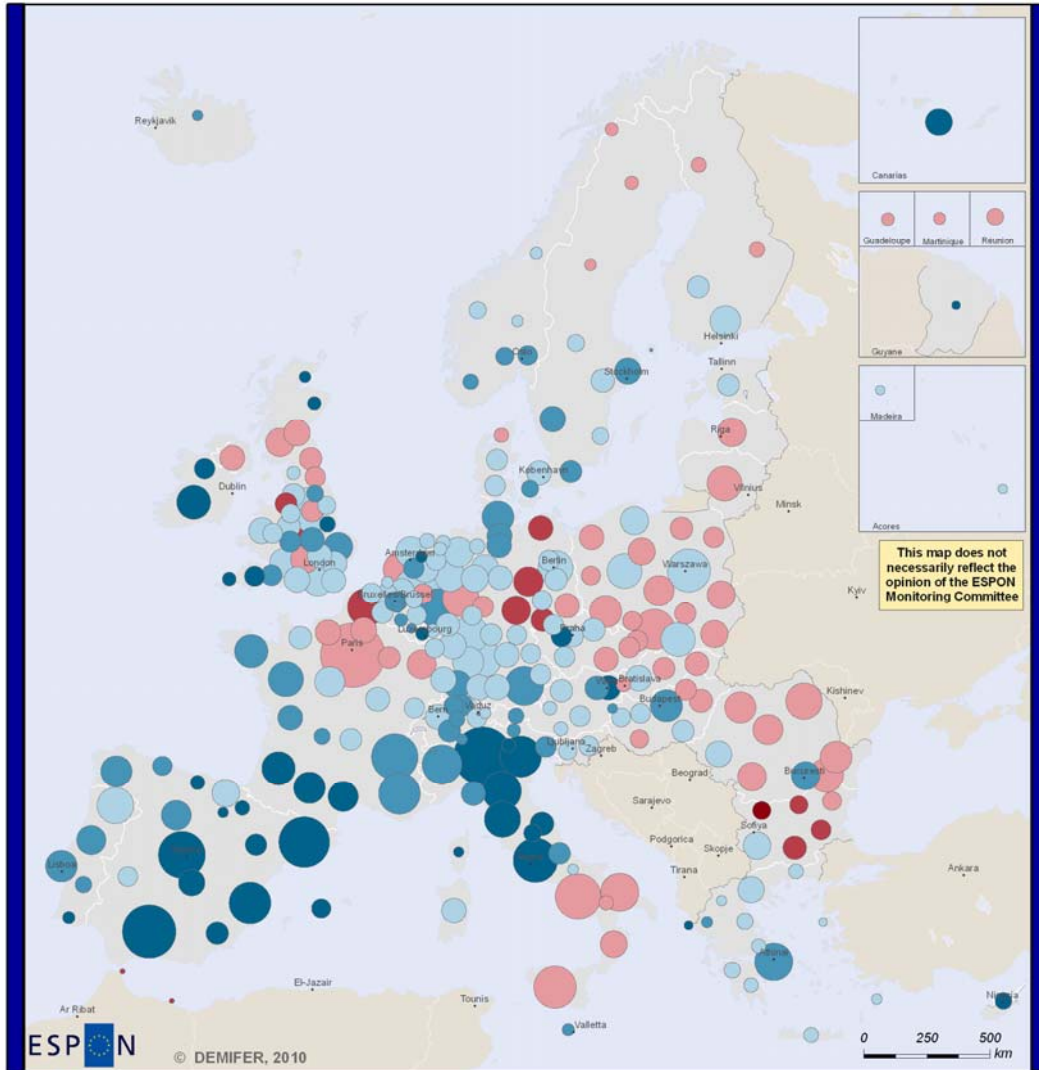 Reykjavik
Canarias
Guadeloupe
Martinique
Réunion
Guyane
Madeira
Acores
This map does not
necessarily reflect the
opinion of the ESPON
Monitoring Committee
Oslo
Helsinki
Tallinn
Stockholm
Riga
København
Vilnius
Minsk
Dublin
London
Amsterdam
Berlin
Warszawa
Bruxelles/Brussel
Kyiv
Luxembourg
Praha
Paris
Bratislava
Budapest
Kishinev
Bern
Vaduz
Ljubljana
Zagreb
Beograd
Bucuresti
Sarajevo
Sofiya
Podgorica
Skopje
Tirana
Ankara
Lisboa
Athinai
El-Jazair
Tounis
Ar Ribat
Valletta
ESPON
© DEMIFER, 2010
0 250 500
km